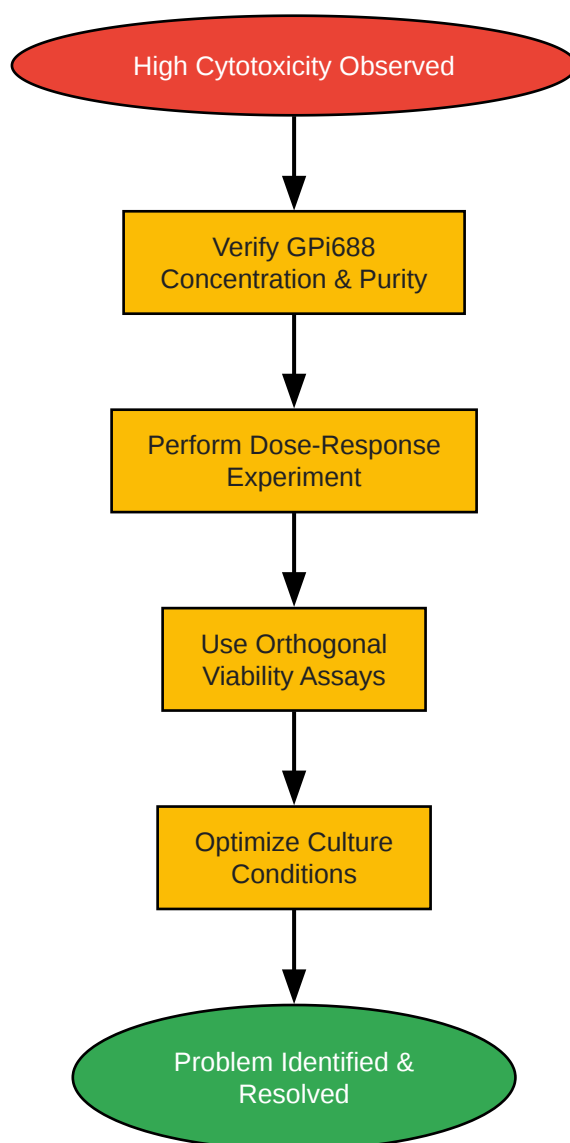 High Cytotoxicity Observed
Verify GPi688
Concentration & Purity
Perform Dose-Response
Experiment
Use Orthogonal
Viability Assays
Optimize Culture
Conditions
Problem Identified &
Resolved